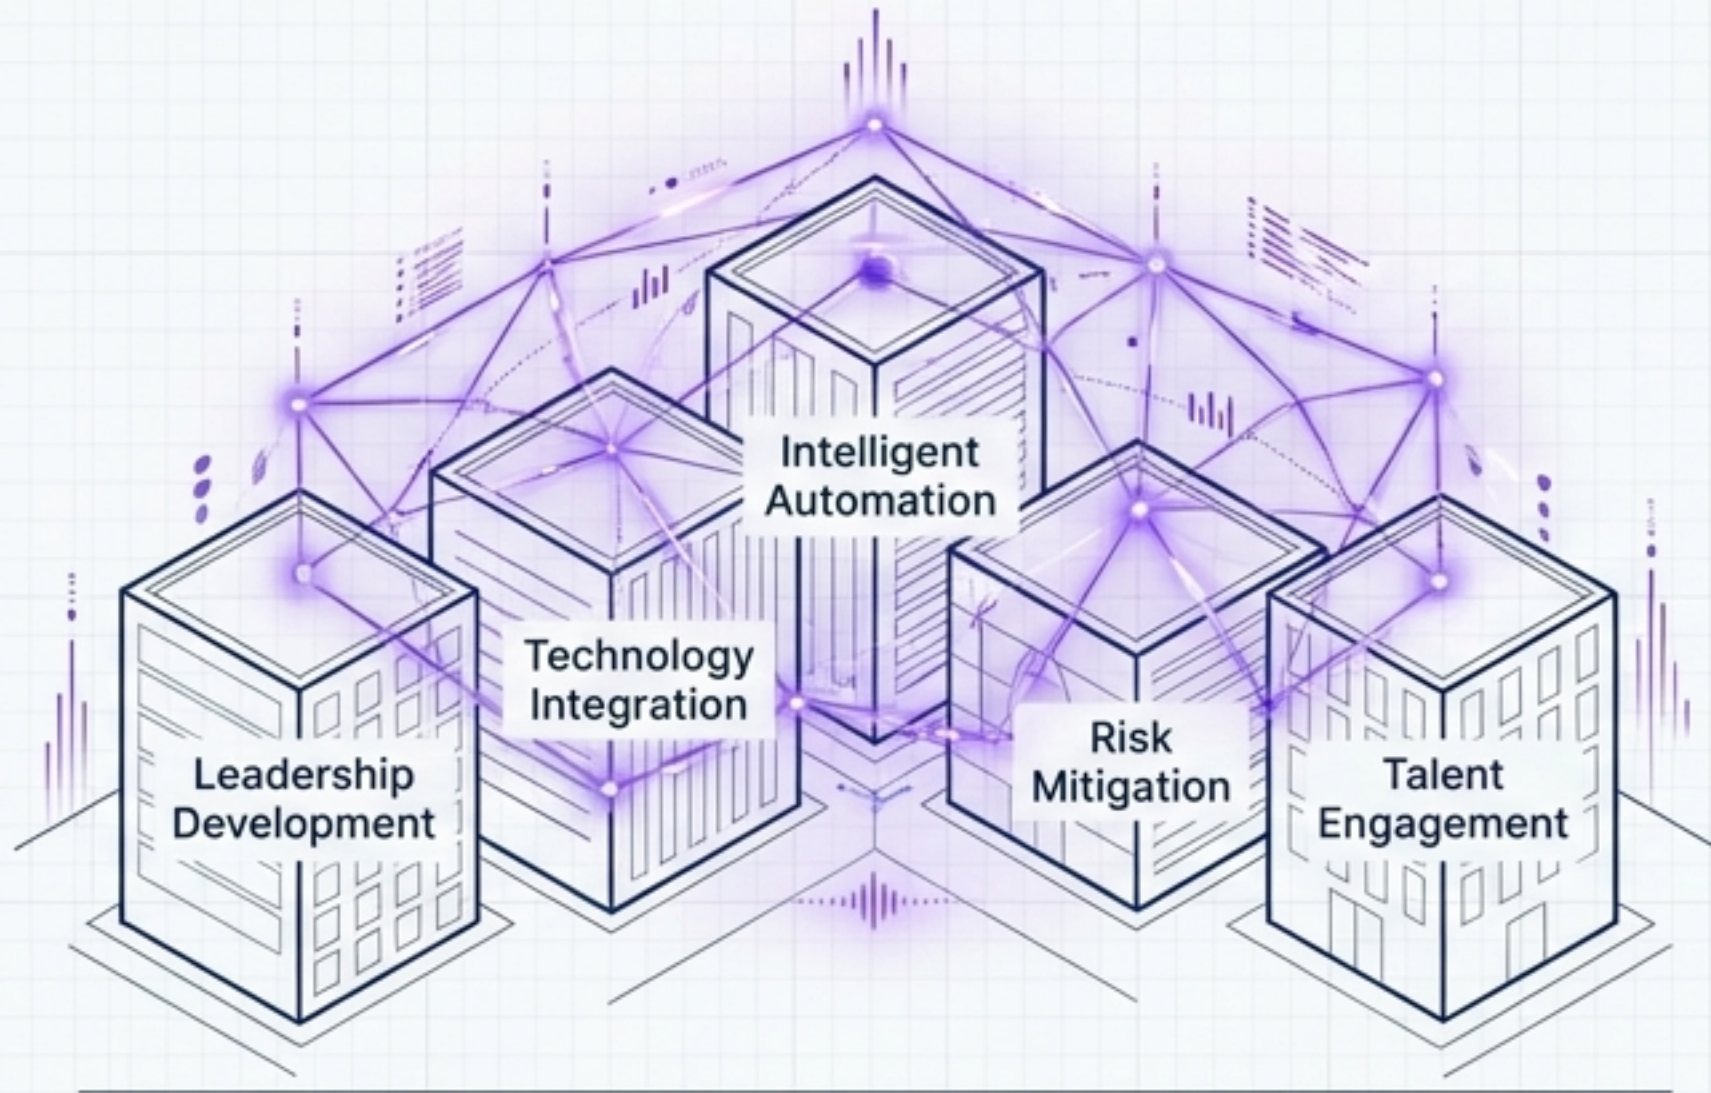 Intelligent
Automation
Technology
Integration
Risk
Mitigation
Leadership
Development
Talent
Engagement